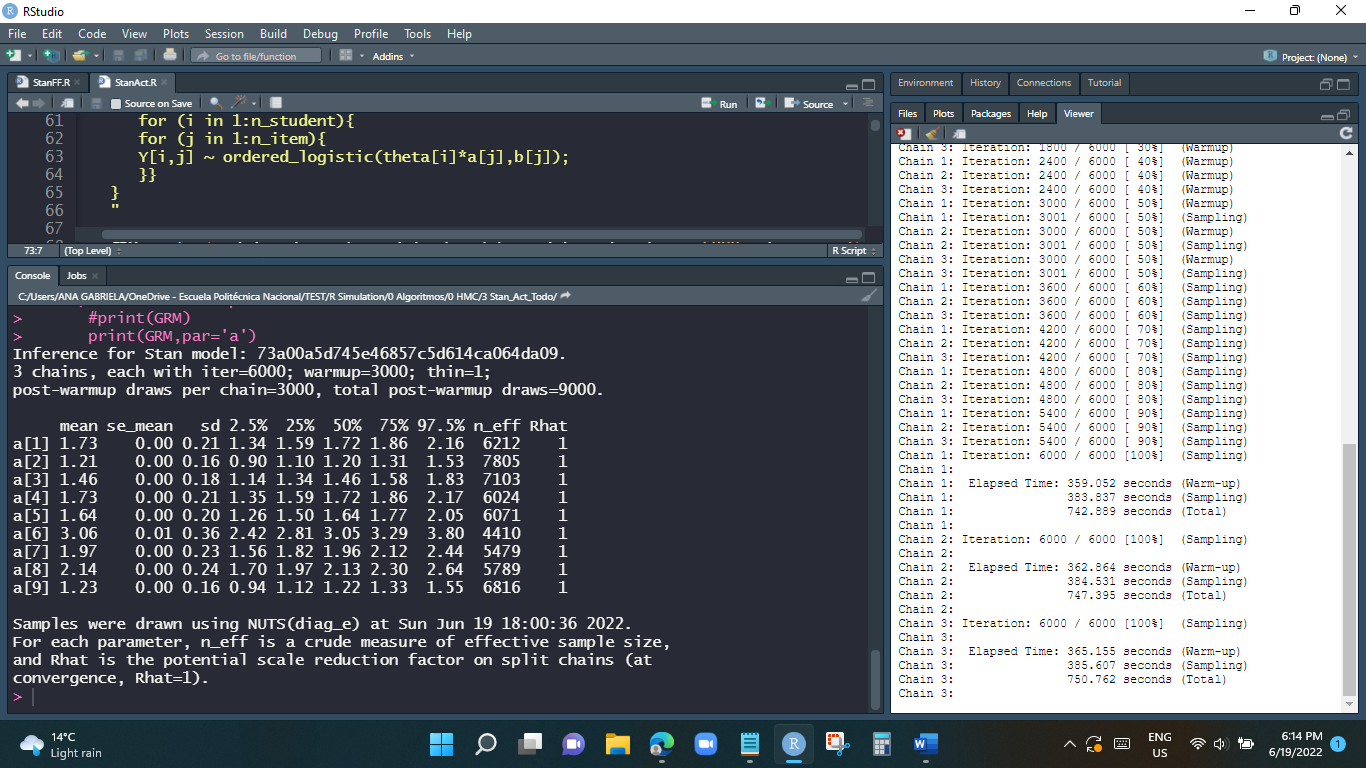 RStudio
File Edit Code View Plots Session Build Debug Profile Tools Help
Go to file/function Addins Project: (None)
StanFF.R StanAct.R
Source on Save Run Source
61 for (i in 1:n_student){
62 for (j in 1:n_item){
63 Y[i,j] ~ ordered_logistic(theta[i]*a[j],b[j]);
64 }}
65 }
66 "
67
73:7 (Top Level) R Script
Console Jobs
C:/Users/ANA GABRIELA/OneDrive - Escuela Politécnica Nacional/TEST/R Simulation/0 Algoritmos/0 HMC/3 Stan_Act_Todo/
> #print(GRM)
> print(GRM,par='a')
Inference for Stan model: 73a00a5d745e46857c5d614ca064da09.
3 chains, each with iter=6000; warmup=3000; thin=1;
post-warmup draws per chain=3000, total post-warmup draws=9000.
mean se_mean sd 2.5% 25% 50% 75% 97.5% n_eff Rhat
a[1] 1.73 0.00 0.21 1.34 1.59 1.72 1.86 2.16 6212 1
a[2] 1.21 0.00 0.16 0.90 1.10 1.20 1.31 1.53 7805 1
a[3] 1.46 0.00 0.18 1.14 1.34 1.46 1.58 1.83 7103 1
a[4] 1.73 0.00 0.21 1.35 1.59 1.72 1.86 2.17 6024 1
a[5] 1.64 0.00 0.20 1.26 1.50 1.64 1.77 2.05 6071 1
a[6] 3.06 0.01 0.36 2.42 2.81 3.05 3.29 3.80 4410 1
a[7] 1.97 0.00 0.23 1.56 1.82 1.96 2.12 2.44 5479 1
a[8] 2.14 0.00 0.24 1.70 1.97 2.13 2.30 2.64 5789 1
a[9] 1.23 0.00 0.16 0.94 1.12 1.22 1.33 1.55 6816 1
Samples were drawn using NUTS(diag_e) at Sun Jun 19 18:00:36 2022.
For each parameter, n_eff is a crude measure of effective sample size,
and Rhat is the potential scale reduction factor on split chains (at
convergence, Rhat=1).
>
Environment History Connections Tutorial
Files Plots Packages Help Viewer
Chain 3: Iteration: 1800 / 6000 [ 30%] (Warmup)
Chain 1: Iteration: 2400 / 6000 [ 40%] (Warmup)
Chain 2: Iteration: 2400 / 6000 [ 40%] (Warmup)
Chain 3: Iteration: 2400 / 6000 [ 40%] (Warmup)
Chain 1: Iteration: 3000 / 6000 [ 50%] (Warmup)
Chain 1: Iteration: 3001 / 6000 [ 50%] (Sampling)
Chain 2: Iteration: 3000 / 6000 [ 50%] (Warmup)
Chain 2: Iteration: 3001 / 6000 [ 50%] (Sampling)
Chain 3: Iteration: 3000 / 6000 [ 50%] (Warmup)
Chain 3: Iteration: 3001 / 6000 [ 50%] (Sampling)
Chain 1: Iteration: 3600 / 6000 [ 60%] (Sampling)
Chain 2: Iteration: 3600 / 6000 [ 60%] (Sampling)
Chain 3: Iteration: 3600 / 6000 [ 60%] (Sampling)
Chain 1: Iteration: 4200 / 6000 [ 70%] (Sampling)
Chain 2: Iteration: 4200 / 6000 [ 70%] (Sampling)
Chain 3: Iteration: 4200 / 6000 [ 70%] (Sampling)
Chain 1: Iteration: 4800 / 6000 [ 80%] (Sampling)
Chain 2: Iteration: 4800 / 6000 [ 80%] (Sampling)
Chain 3: Iteration: 4800 / 6000 [ 80%] (Sampling)
Chain 1: Iteration: 5400 / 6000 [ 90%] (Sampling)
Chain 2: Iteration: 5400 / 6000 [ 90%] (Sampling)
Chain 3: Iteration: 5400 / 6000 [ 90%] (Sampling)
Chain 1: Iteration: 6000 / 6000 [100%] (Sampling)
Chain 1:
Chain 1: Elapsed Time: 359.052 seconds (Warm-up)
Chain 1: 383.837 seconds (Sampling)
Chain 1: 742.889 seconds (Total)
Chain 1:
Chain 2: Iteration: 6000 / 6000 [100%] (Sampling)
Chain 2:
Chain 2: Elapsed Time: 362.864 seconds (Warm-up)
Chain 2: 384.531 seconds (Sampling)
Chain 2: 747.395 seconds (Total)
Chain 2:
Chain 3: Iteration: 6000 / 6000 [100%] (Sampling)
Chain 3:
Chain 3: Elapsed Time: 365.155 seconds (Warm-up)
Chain 3: 385.607 seconds (Sampling)
Chain 3: 750.762 seconds (Total)
Chain 3:
14°C
Light rain
ENG
US
6:14 PM
6/19/2022
1